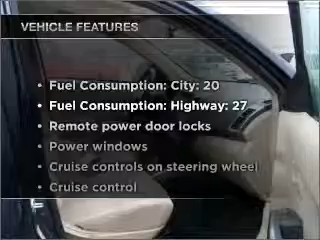 VEHICLE FEATURES
• Fuel Consumption: City: 20
• Fuel Consumption: Highway: 27
• Remote power door locks
• Power windows
• Cruise controls on steering wheel
• Cruise control